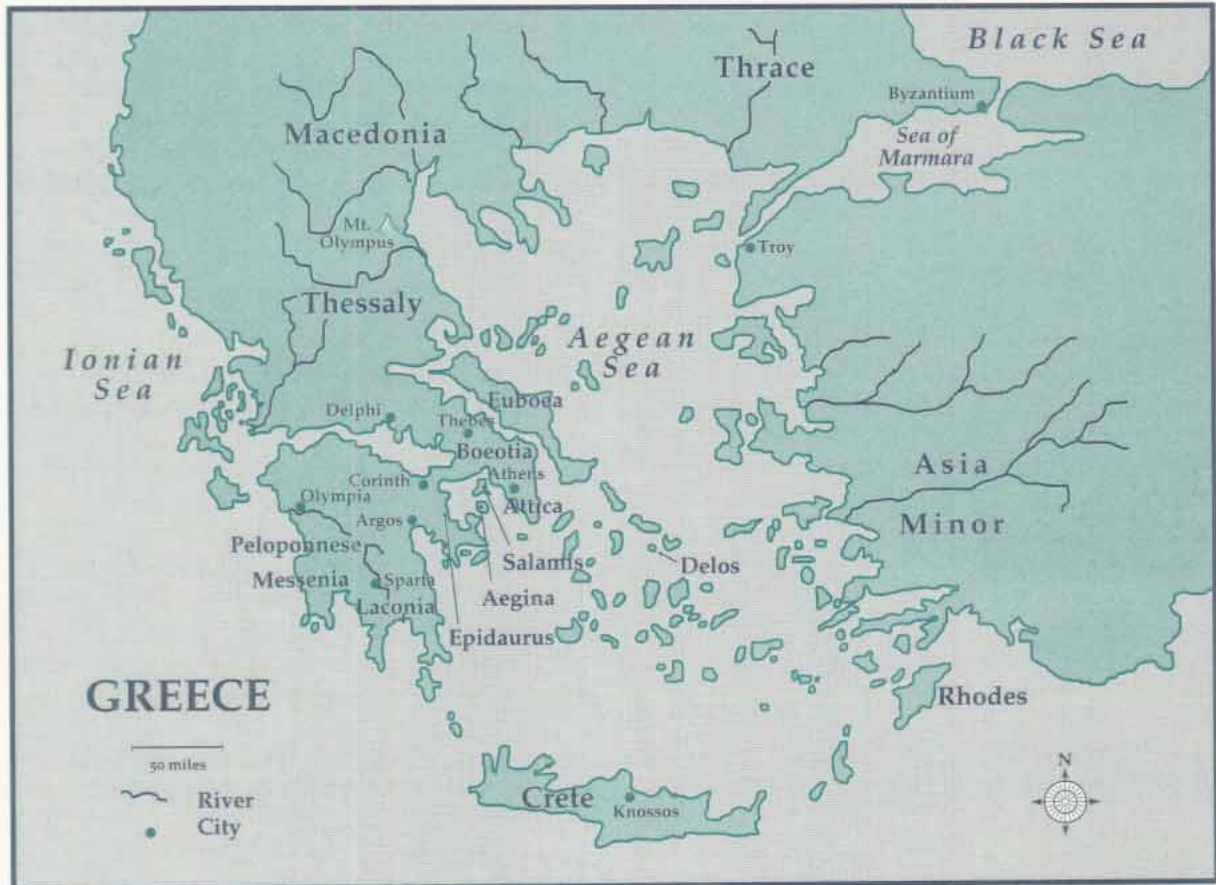 Black Sea
Thrace
Byzantium
Macedonia
Sea of
Marmara
Mt.
Olympus
Troy
Thessaly
Aegean
Sea
Ionian
Sea
Euboea
Delphi
Thebes
Boeotia
Asia
Minor
Corinth
Athens
Olympia
Attica
Argos
Peloponnese
Salamis
Delos
Messenia
Sparta
Laconia
Aegina
Epidaurus
GREECE
Rhodes
50 miles
N
River
City
Crete
Knossos